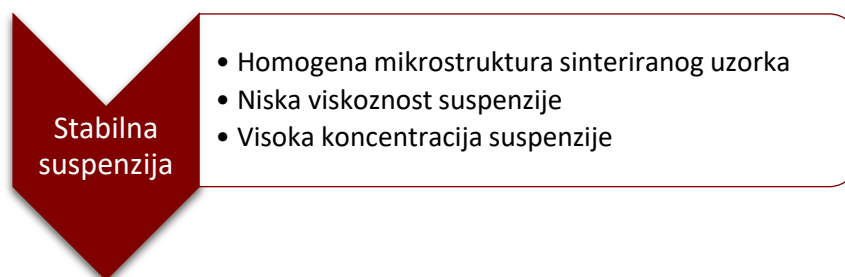 Stabilna
suspenzija
• Homogena mikrostruktura sinteriranog uzorka
• Niska viskoznost suspenzije
• Visoka koncentracija suspenzije